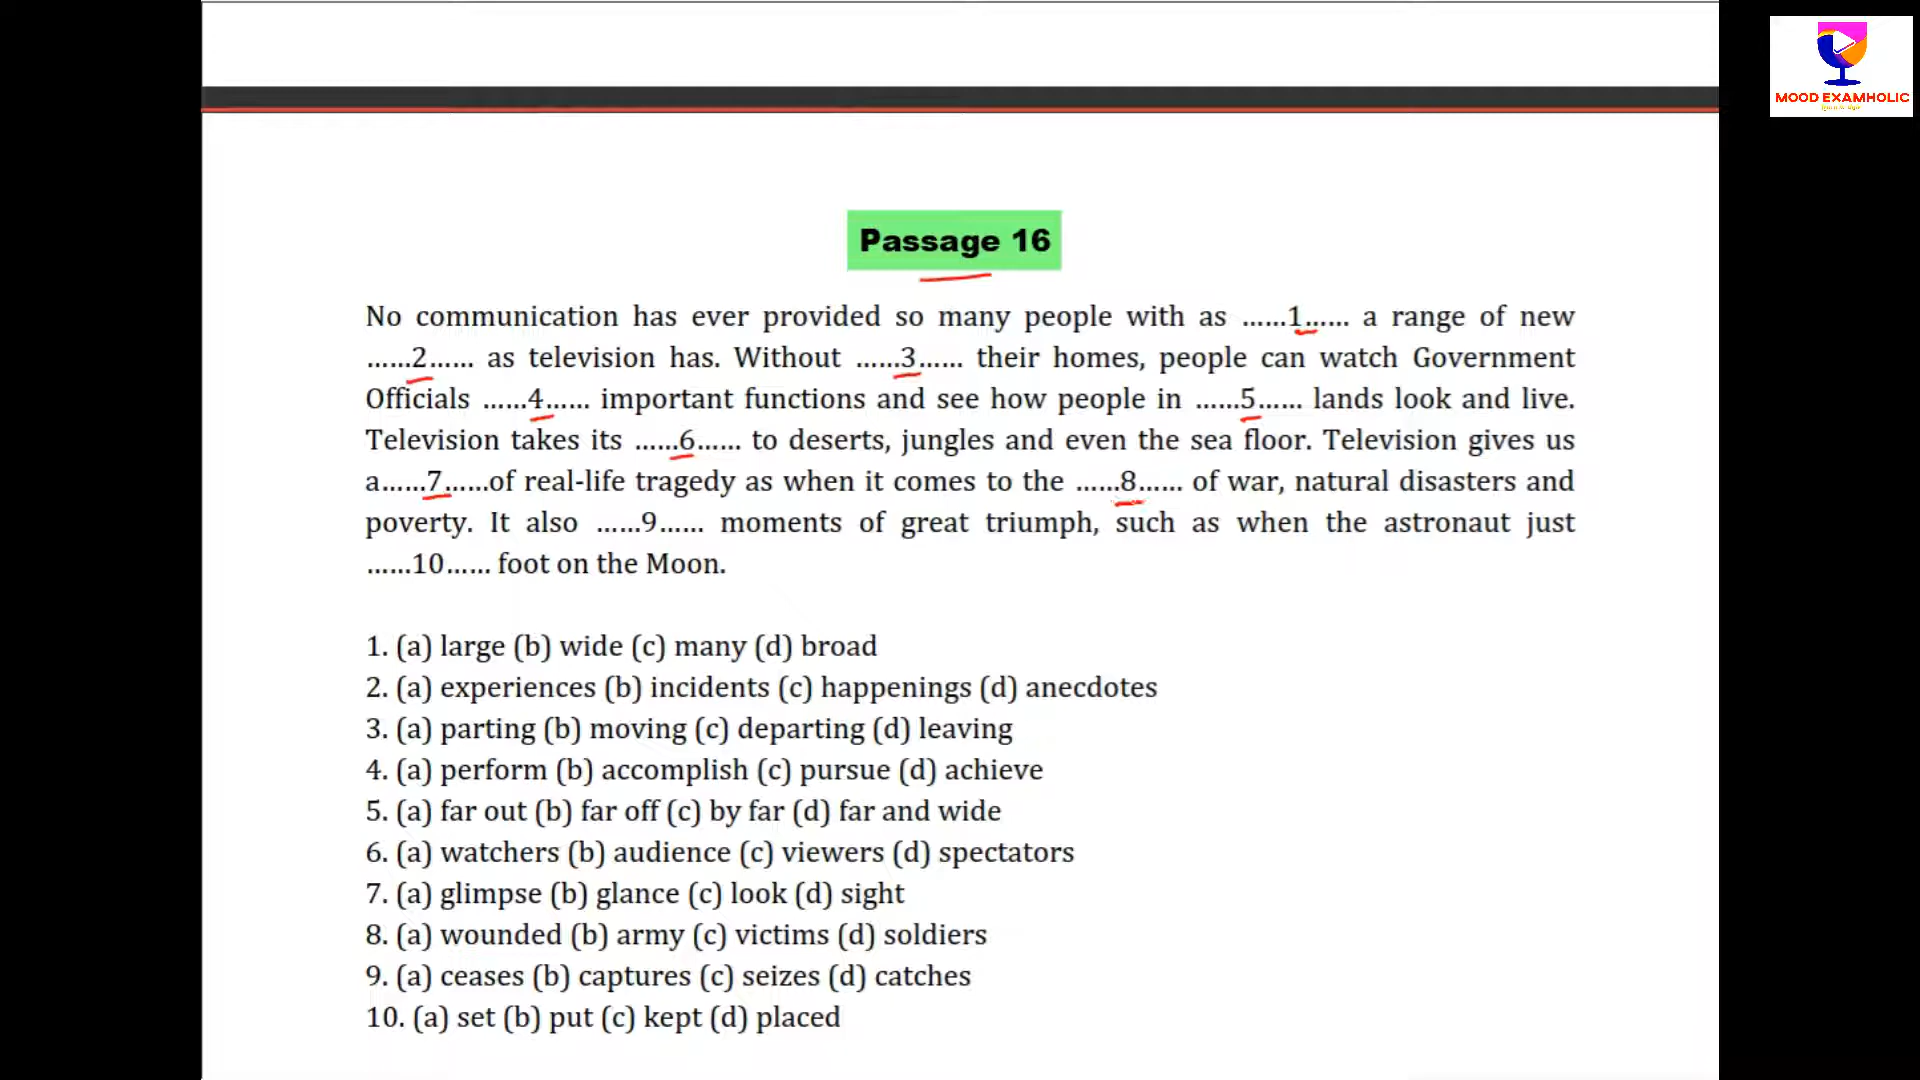 MOOD EXAMHOLIC
Passage 16
No communication has ever provided so many people with as ......1...... a range of new
......2...... as television has. Without ......3...... their homes, people can watch Government
Officials ......4...... important functions and see how people in ......5...... lands look and live.
Television takes its ......6...... to deserts, jungles and even the sea floor. Television gives us
a......7......of real-life tragedy as when it comes to the ......8...... of war, natural disasters and
poverty. It also ......9...... moments of great triumph, such as when the astronaut just
......10...... foot on the Moon.
1. (a) large (b) wide (c) many (d) broad
2. (a) experiences (b) incidents (c) happenings (d) anecdotes
3. (a) parting (b) moving (c) departing (d) leaving
4. (a) perform (b) accomplish (c) pursue (d) achieve
5. (a) far out (b) far off (c) by far (d) far and wide
6. (a) watchers (b) audience (c) viewers (d) spectators
7. (a) glimpse (b) glance (c) look (d) sight
8. (a) wounded (b) army (c) victims (d) soldiers
9. (a) ceases (b) captures (c) seizes (d) catches
10. (a) set (b) put (c) kept (d) placed